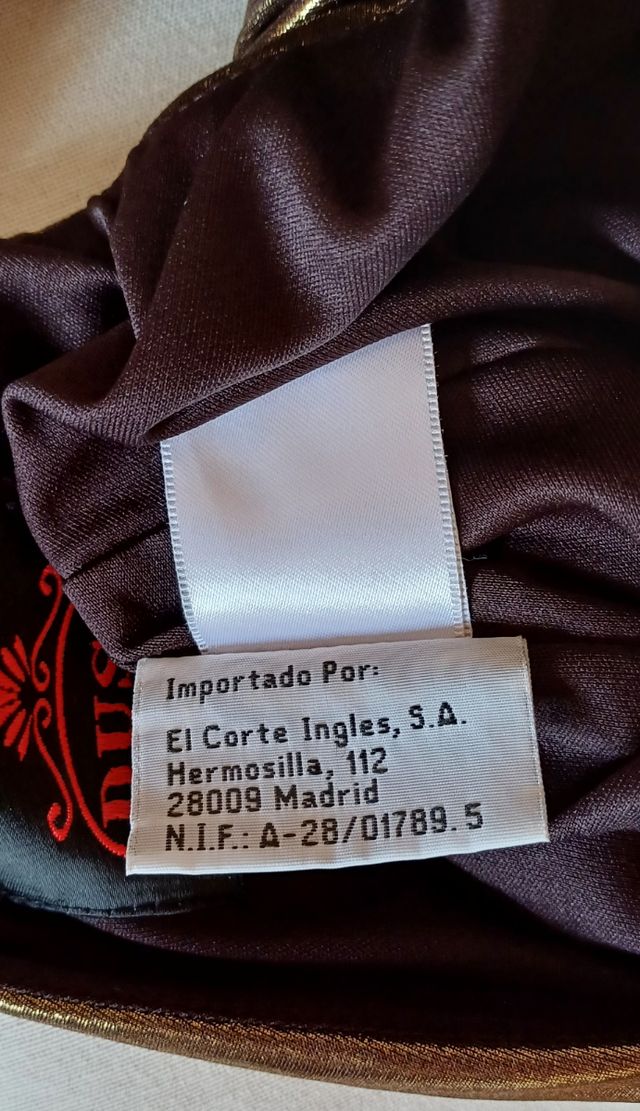 Importado Por:
El Corte Ingles, S.A.
Hermosilla, 112
28009 Madrid
N.I.F.: A-28/01789.5